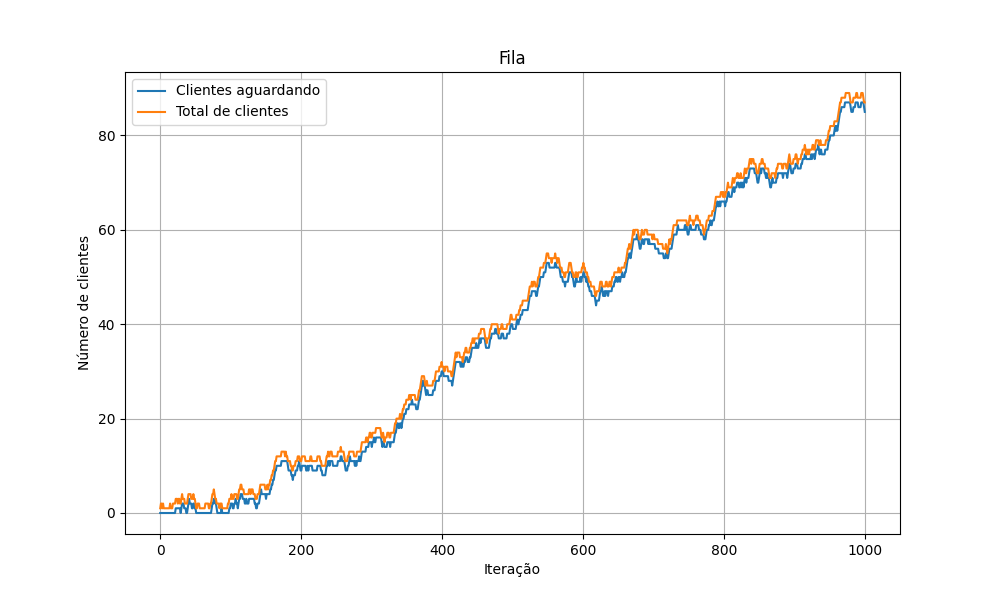 Fila
Clientes aguardando
Total de clientes
Número de clientes
80
60
40
20
0
0 200 400 600 800 1000
Iteração